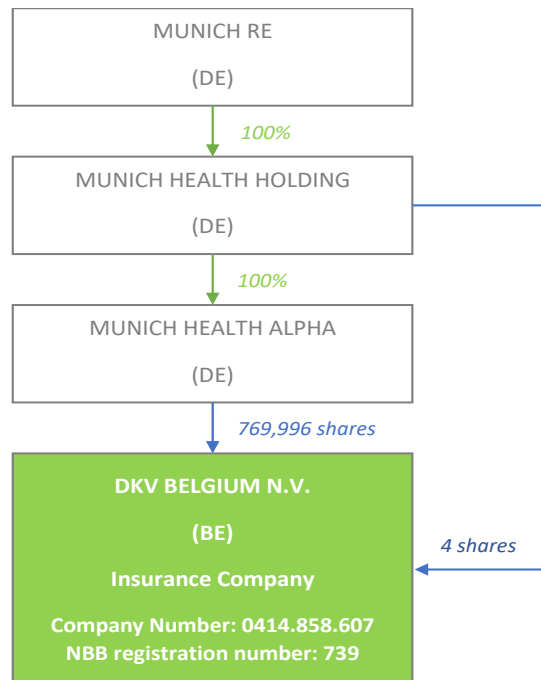 MUNICH RE
(DE)
100%
MUNICH HEALTH HOLDING
(DE)
100%
MUNICH HEALTH ALPHA
(DE)
769,996 shares
DKV BELGIUM N.V.
(BE)
4 shares
Insurance Company
Company Number: 0414.858.607
NBB registration number: 739